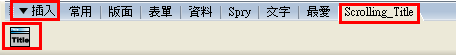 ▼ 插入 常用 版面 表單 資料 Spry 文字 最愛 Scrolling_Title
Title